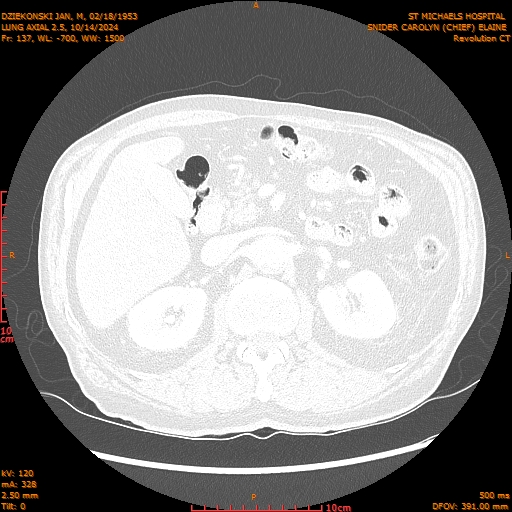 A
DZIEKONSKI JAN, M, 02/18/1953
LUNG AXIAL 2.5, 10/14/2024
Fr: 137, WL: -700, WW: 1500
ST MICHAELS HOSPITAL
SNIDER CAROLYN (CHIEF) ELAINE
Revolution CT
R
L
10
cm
kV: 120
mA: 328
2.50 mm
Tilt: 0
P
10cm
500 ms
DFOV: 391.00 mm